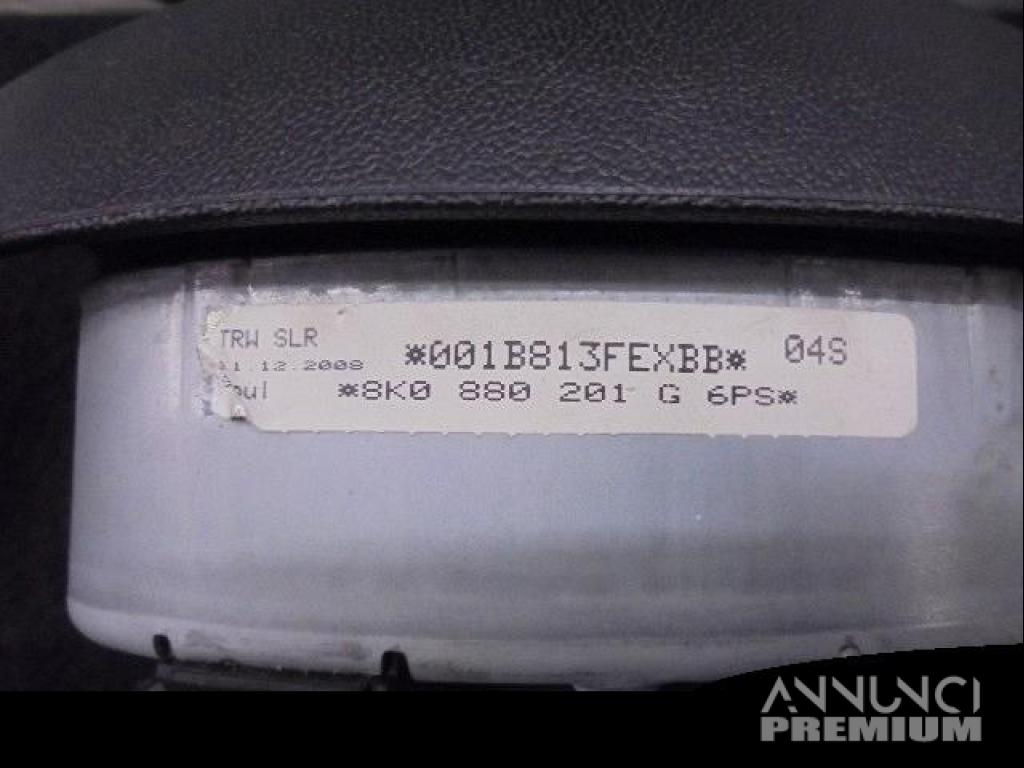 TRW SLR
*001B813FEXBB* 04S
11.12.2008
*8K0 880 201 G 6PS*
ANNUNCI
PREMIUM